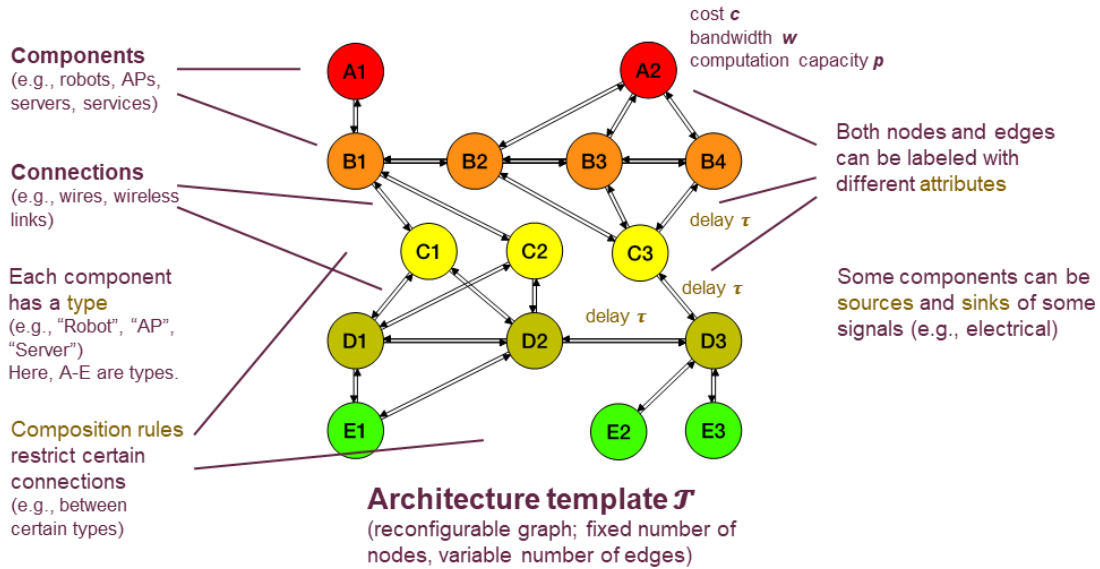 cost c
bandwidth w
computation capacity p
Components
(e.g., robots, APs,
servers, services)
A1
A2
Both nodes and edges
can be labeled with
different attributes
B1
B2
B3
B4
Connections
(e.g., wires, wireless
links)
delay τ
C1
C2
C3
Each component
has a type
(e.g., “Robot”, “AP”,
“Server”)
Here, A-E are types.
delay τ
Some components can be
sources and sinks of some
signals (e.g., electrical)
delay τ
D1
D2
D3
Composition rules
restrict certain
connections
(e.g., between
certain types)
E1
E2
E3
Architecture template 𝒯
(reconfigurable graph; fixed number of
nodes, variable number of edges)